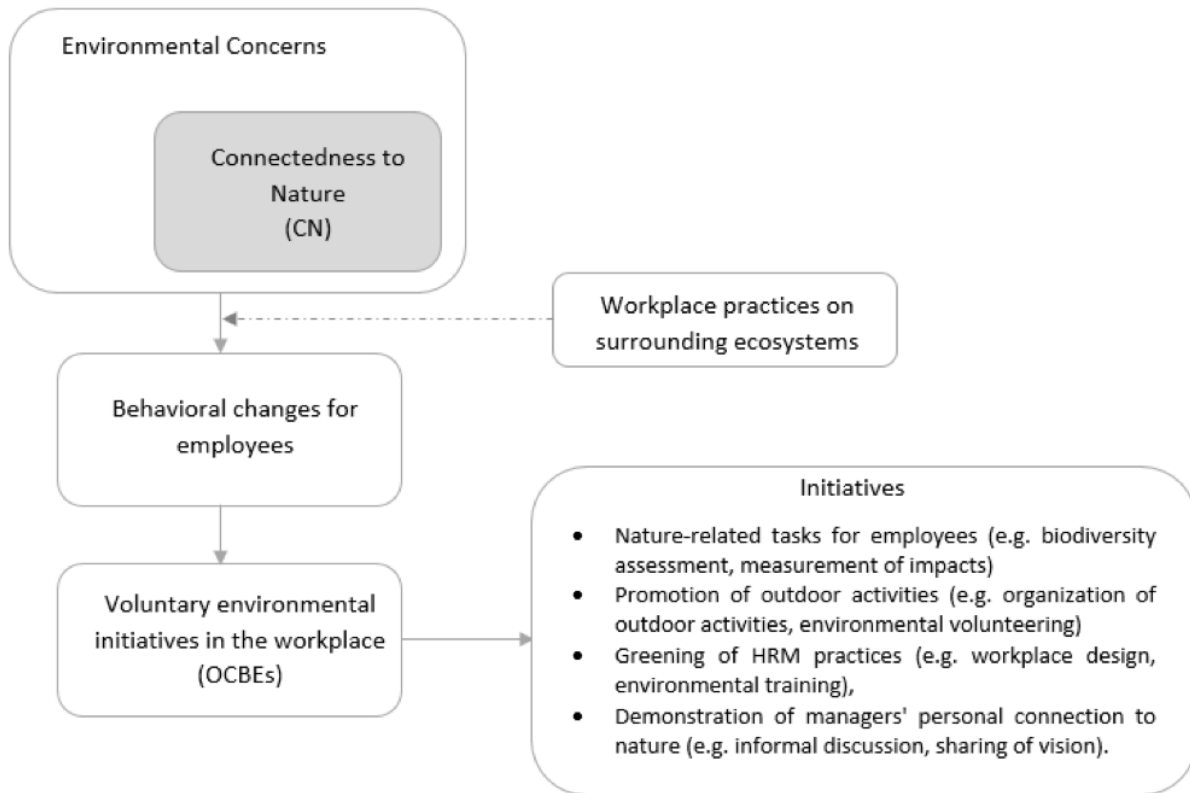 Environmental Concerns
Connectedness to
Nature
(CN)
Workplace practices on
surrounding ecosystems
Behavioral changes for
employees
Voluntary environmental
initiatives in the workplace
(OCBEs)
Initiatives
• Nature-related tasks for employees (e.g. biodiversity
assessment, measurement of impacts)
• Promotion of outdoor activities (e.g. organization of
outdoor activities, environmental volunteering)
• Greening of HRM practices (e.g. workplace design,
environmental training),
• Demonstration of managers' personal connection to
nature (e.g. informal discussion, sharing of vision).